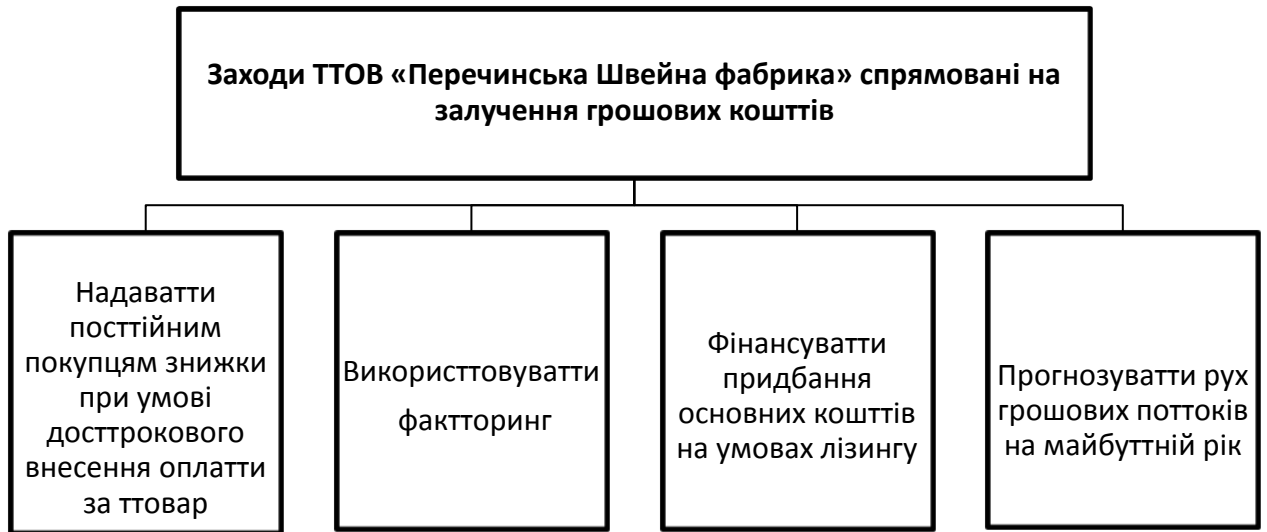 Заходи ТТОВ «Перечинська Швейна фабрика» спрямовані на
залучення грошових кошттів
Надаватти
посттійним
покупцям знижки
при умові
досттрокового
внесення оплатти
за ттовар
Використтовуватти
фактторинг
Фінансуватти
придбання
основних кошттів
на умовах лізингу
Прогнозуватти рух
грошових поттоків
на майбуттній рік